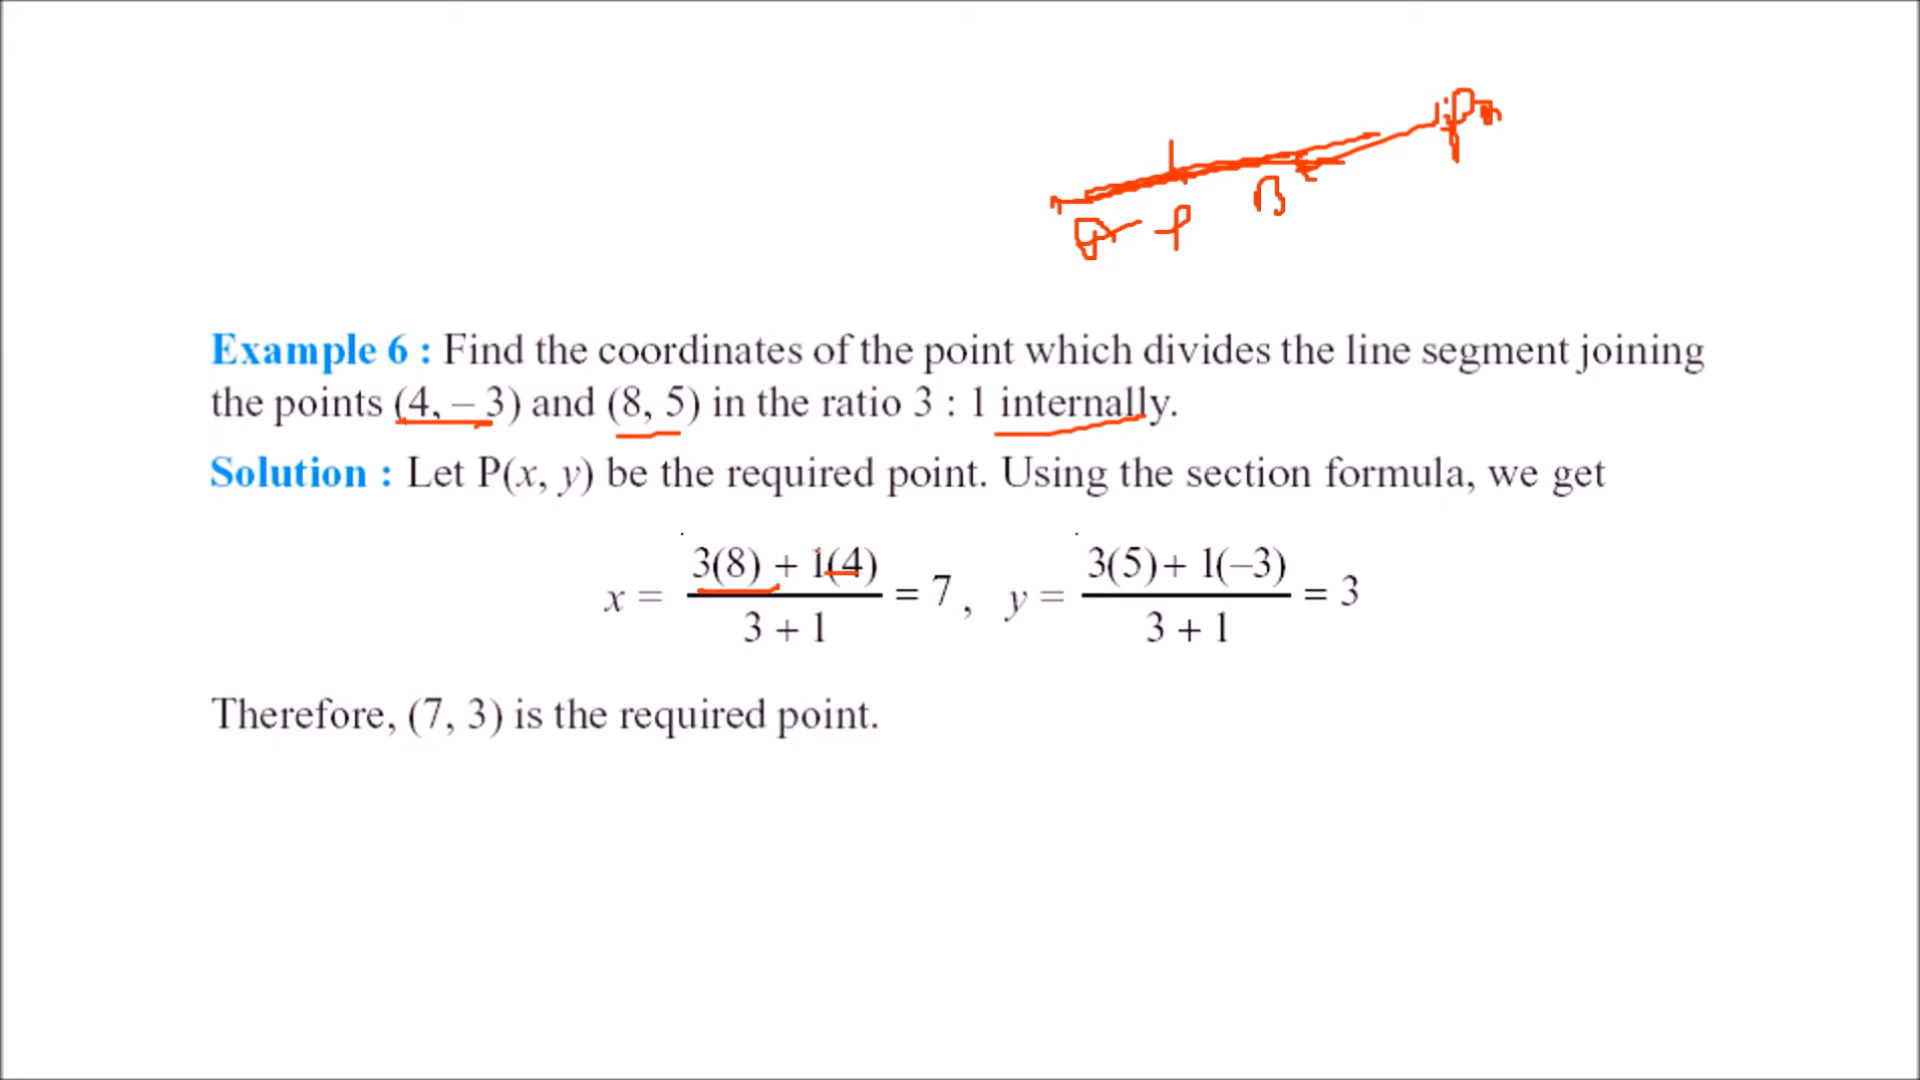 Example 6 : Find the coordinates of the point which divides the line segment joining
the points (4, – 3) and (8, 5) in the ratio 3 : 1 internally.
Solution : Let P(x, y) be the required point. Using the section formula, we get
x = 3(8) + 1(4) / 3 + 1 = 7 , y = 3(5) + 1(–3) / 3 + 1 = 3
Therefore, (7, 3) is the required point.